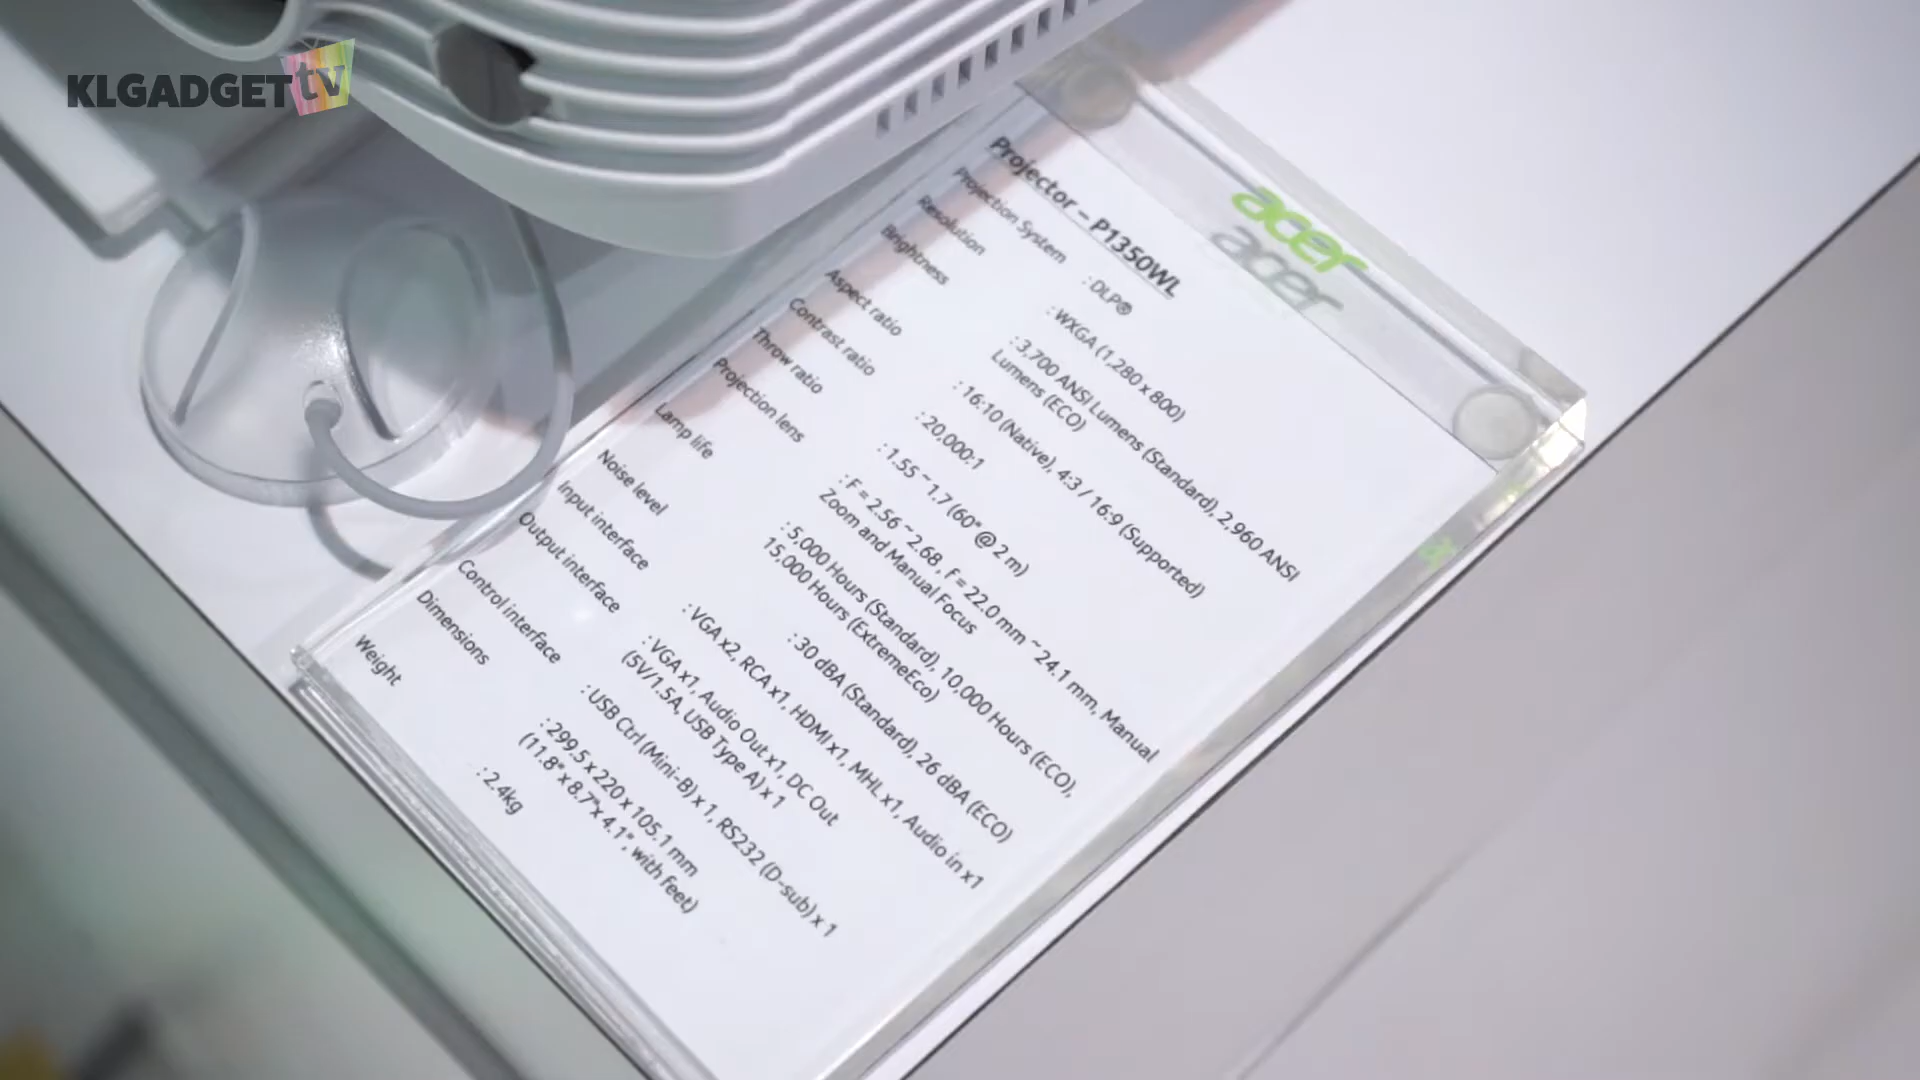 KLGADGET tv
acer
Projector – P1350WL
Projection System : DLP®
Resolution : WXGA (1,280 x 800)
Brightness : 3,700 ANSI Lumens (Standard), 2,960 ANSI
Lumens (ECO)
Aspect ratio : 16:10 (Native), 4:3 / 16:9 (Supported)
Contrast ratio : 20,000:1
Throw ratio : 1.55 ~ 1.7 (60" @ 2 m)
Projection lens : F = 2.56 ~ 2.68 , f = 22.0 mm ~ 24.1 mm, Manual
Zoom and Manual Focus
Lamp life : 5,000 Hours (Standard), 10,000 Hours (ECO),
15,000 Hours (ExtremeEco)
Noise level : 30 dBA (Standard), 26 dBA (ECO)
Input interface : VGA x2, RCA x1, HDMI x1, MHL x1, Audio in x1
Output interface : VGA x1, Audio Out x1, DC Out
(5V/1.5A, USB Type A) x 1
Control interface : USB Ctrl (Mini-B) x 1, RS232 (D-sub) x 1
Dimensions : 299.5 x 220 x 105.1 mm
(11.8" x 8.7"x 4.1", with feet)
Weight : 2.4kg